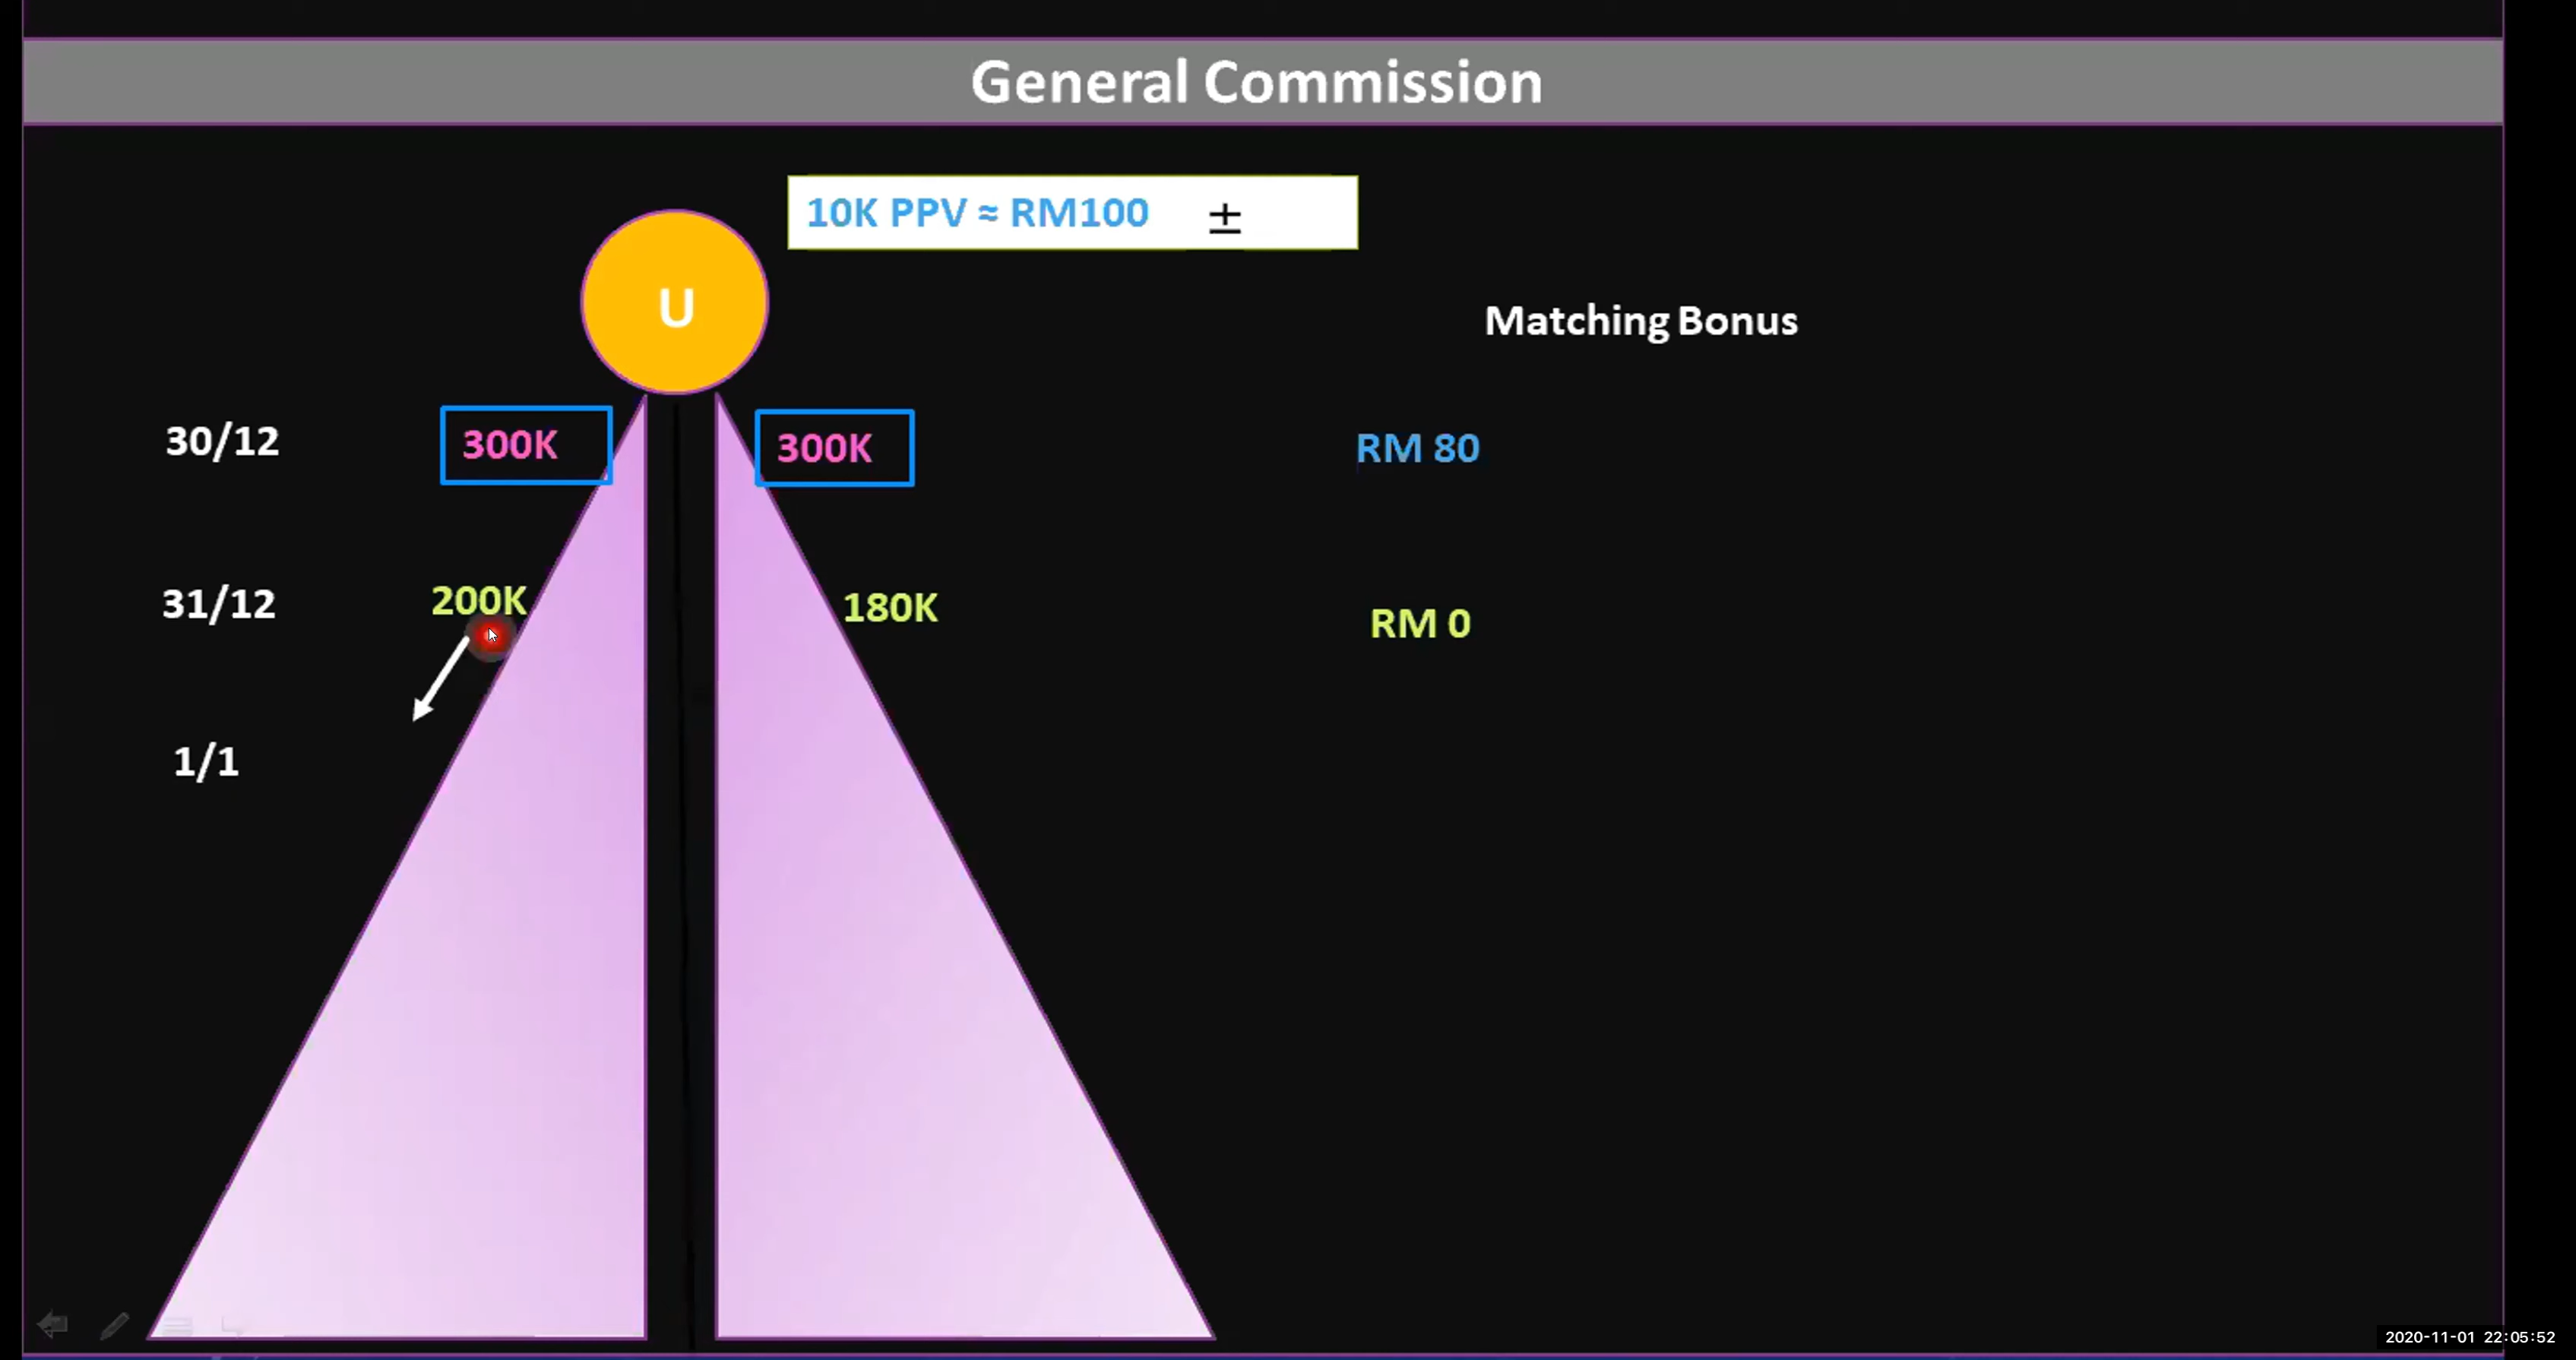 General Commission
10K PPV ≈ RM100 ±
U
Matching Bonus
30/12 300K 300K RM 80
31/12 200K 180K RM 0
1/1
2020-11-01 22:05:52